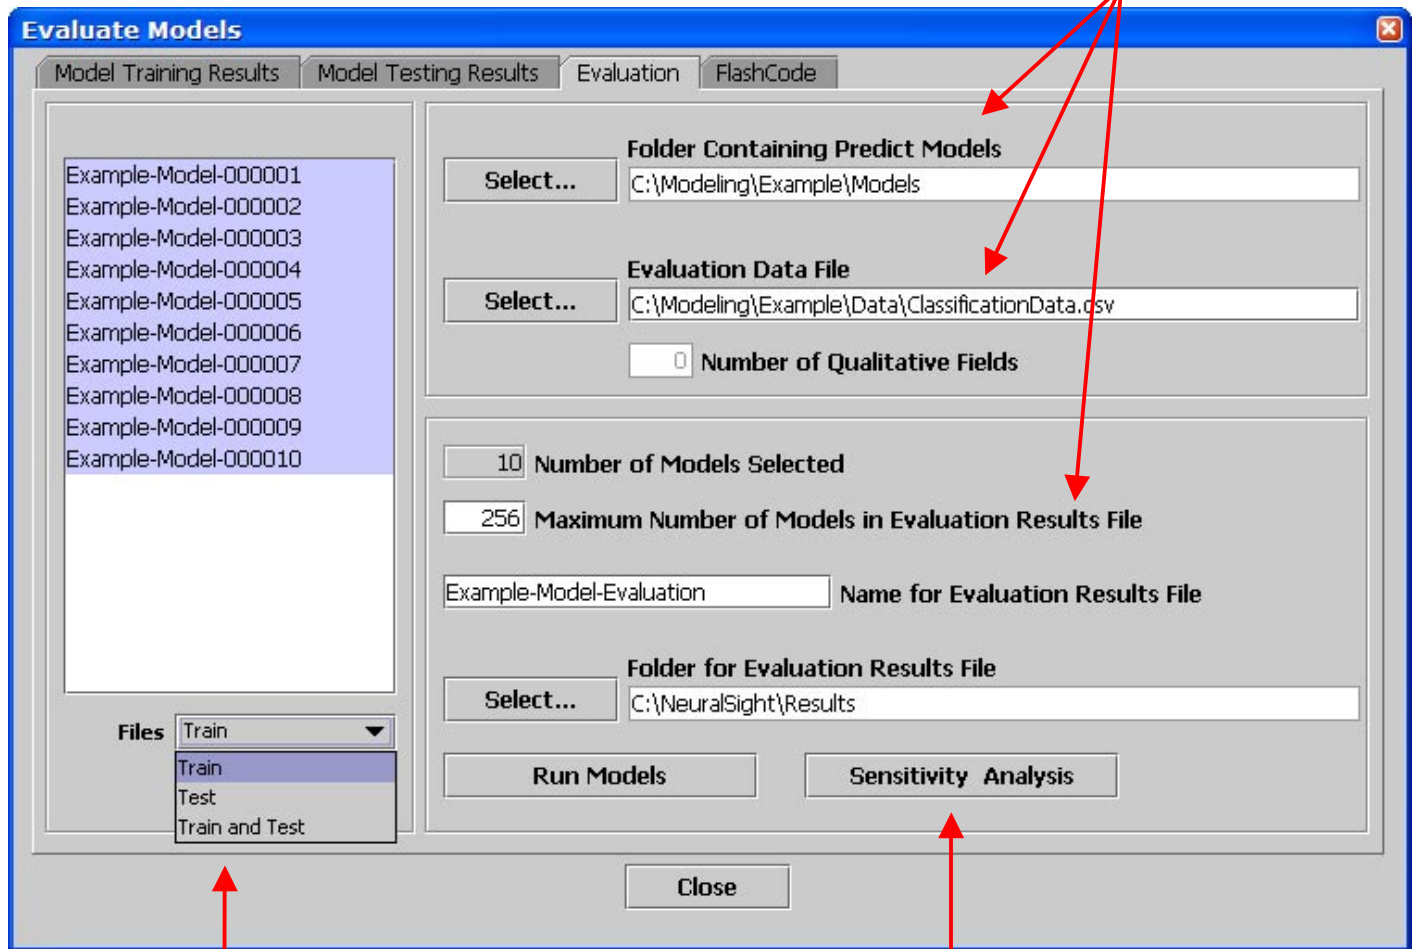 Evaluate Models
Model Training Results
Model Testing Results
Evaluation
FlashCode
Example-Model-000001
Example-Model-000002
Example-Model-000003
Example-Model-000004
Example-Model-000005
Example-Model-000006
Example-Model-000007
Example-Model-000008
Example-Model-000009
Example-Model-000010
Files
Train
Train
Test
Train and Test
Folder Containing Predict Models
Select...
C:\Modeling\Example\Models
Evaluation Data File
Select...
C:\Modeling\Example\Data\ClassificationData.csv
0 Number of Qualitative Fields
10 Number of Models Selected
256 Maximum Number of Models in Evaluation Results File
Example-Model-Evaluation Name for Evaluation Results File
Folder for Evaluation Results File
Select...
C:\NeuralSight\Results
Run Models
Sensitivity Analysis
Close